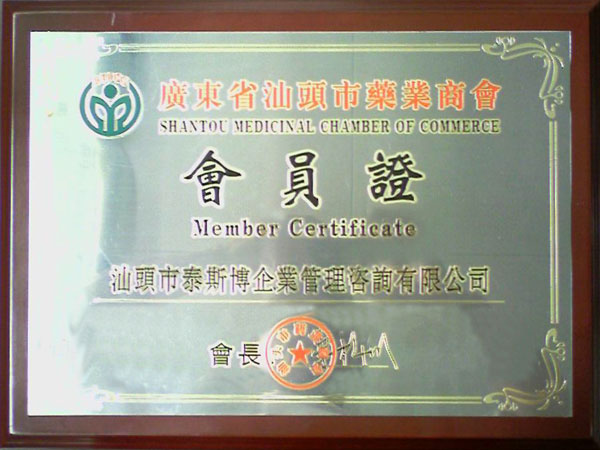 廣東省汕頭市藥業商會
SHANTOU MEDICINAL CHAMBER OF COMMERCE
會員證
Member Certificate
汕頭市泰斯博企業管理咨詢有限公司
會長